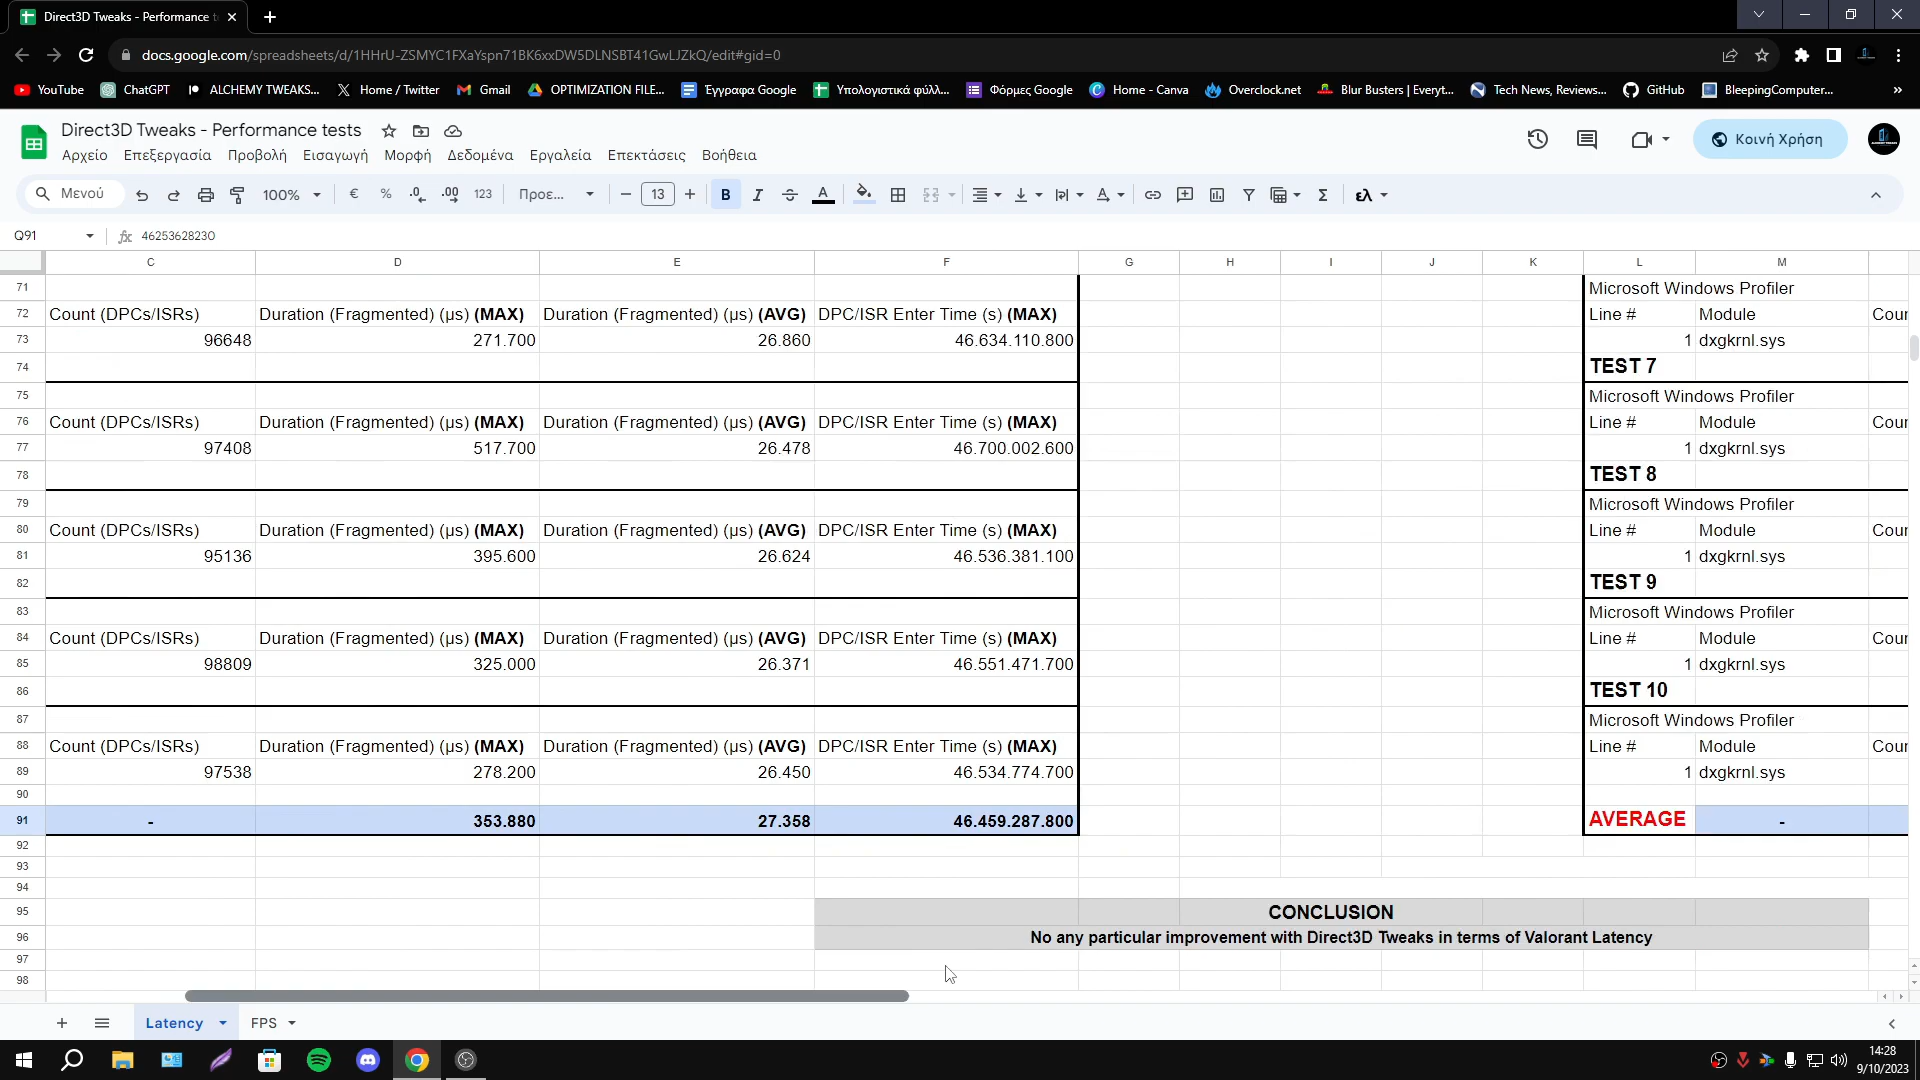 Direct3D Tweaks - Performance t
docs.google.com/spreadsheets/d/1HHrU-ZSMYC1FXaYspn71BK6xxDW5DLNSBT41GwLJZkQ/edit#gid=0
YouTube ChatGPT ALCHEMY TWEAKS... Home / Twitter Gmail OPTIMIZATION FILE... Έγγραφα Google Υπολογιστικά φύλλ... Φόρμες Google Home - Canva Overclock.net Blur Busters | Everyt... Tech News, Reviews... GitHub BleepingComputer... »
Direct3D Tweaks - Performance tests
Αρχείο Επεξεργασία Προβολή Εισαγωγή Μορφή Δεδομένα Εργαλεία Επεκτάσεις Βοήθεια
Κοινή Χρήση
Μενού 100% € % .0 .00 123 Προε... 13 B I S A Σ ελ
Q91 fx 46253628230
C D E F G H I J K L M
71 Microsoft Windows Profiler
72 Count (DPCs/ISRs) Duration (Fragmented) (µs) (MAX) Duration (Fragmented) (µs) (AVG) DPC/ISR Enter Time (s) (MAX) Line # Module Cour
73 96648 271.700 26.860 46.634.110.800 1 dxgkrnl.sys
74 TEST 7
75 Microsoft Windows Profiler
76 Count (DPCs/ISRs) Duration (Fragmented) (µs) (MAX) Duration (Fragmented) (µs) (AVG) DPC/ISR Enter Time (s) (MAX) Line # Module Cour
77 97408 517.700 26.478 46.700.002.600 1 dxgkrnl.sys
78 TEST 8
79 Microsoft Windows Profiler
80 Count (DPCs/ISRs) Duration (Fragmented) (µs) (MAX) Duration (Fragmented) (µs) (AVG) DPC/ISR Enter Time (s) (MAX) Line # Module Cour
81 95136 395.600 26.624 46.536.381.100 1 dxgkrnl.sys
82 TEST 9
83 Microsoft Windows Profiler
84 Count (DPCs/ISRs) Duration (Fragmented) (µs) (MAX) Duration (Fragmented) (µs) (AVG) DPC/ISR Enter Time (s) (MAX) Line # Module Cour
85 98809 325.000 26.371 46.551.471.700 1 dxgkrnl.sys
86 TEST 10
87 Microsoft Windows Profiler
88 Count (DPCs/ISRs) Duration (Fragmented) (µs) (MAX) Duration (Fragmented) (µs) (AVG) DPC/ISR Enter Time (s) (MAX) Line # Module Cour
89 97538 278.200 26.450 46.534.774.700 1 dxgkrnl.sys
90
91 - 353.880 27.358 46.459.287.800 AVERAGE -
92
93
94
95 CONCLUSION
96 No any particular improvement with Direct3D Tweaks in terms of Valorant Latency
97
98
Latency FPS
14:28
9/10/2023